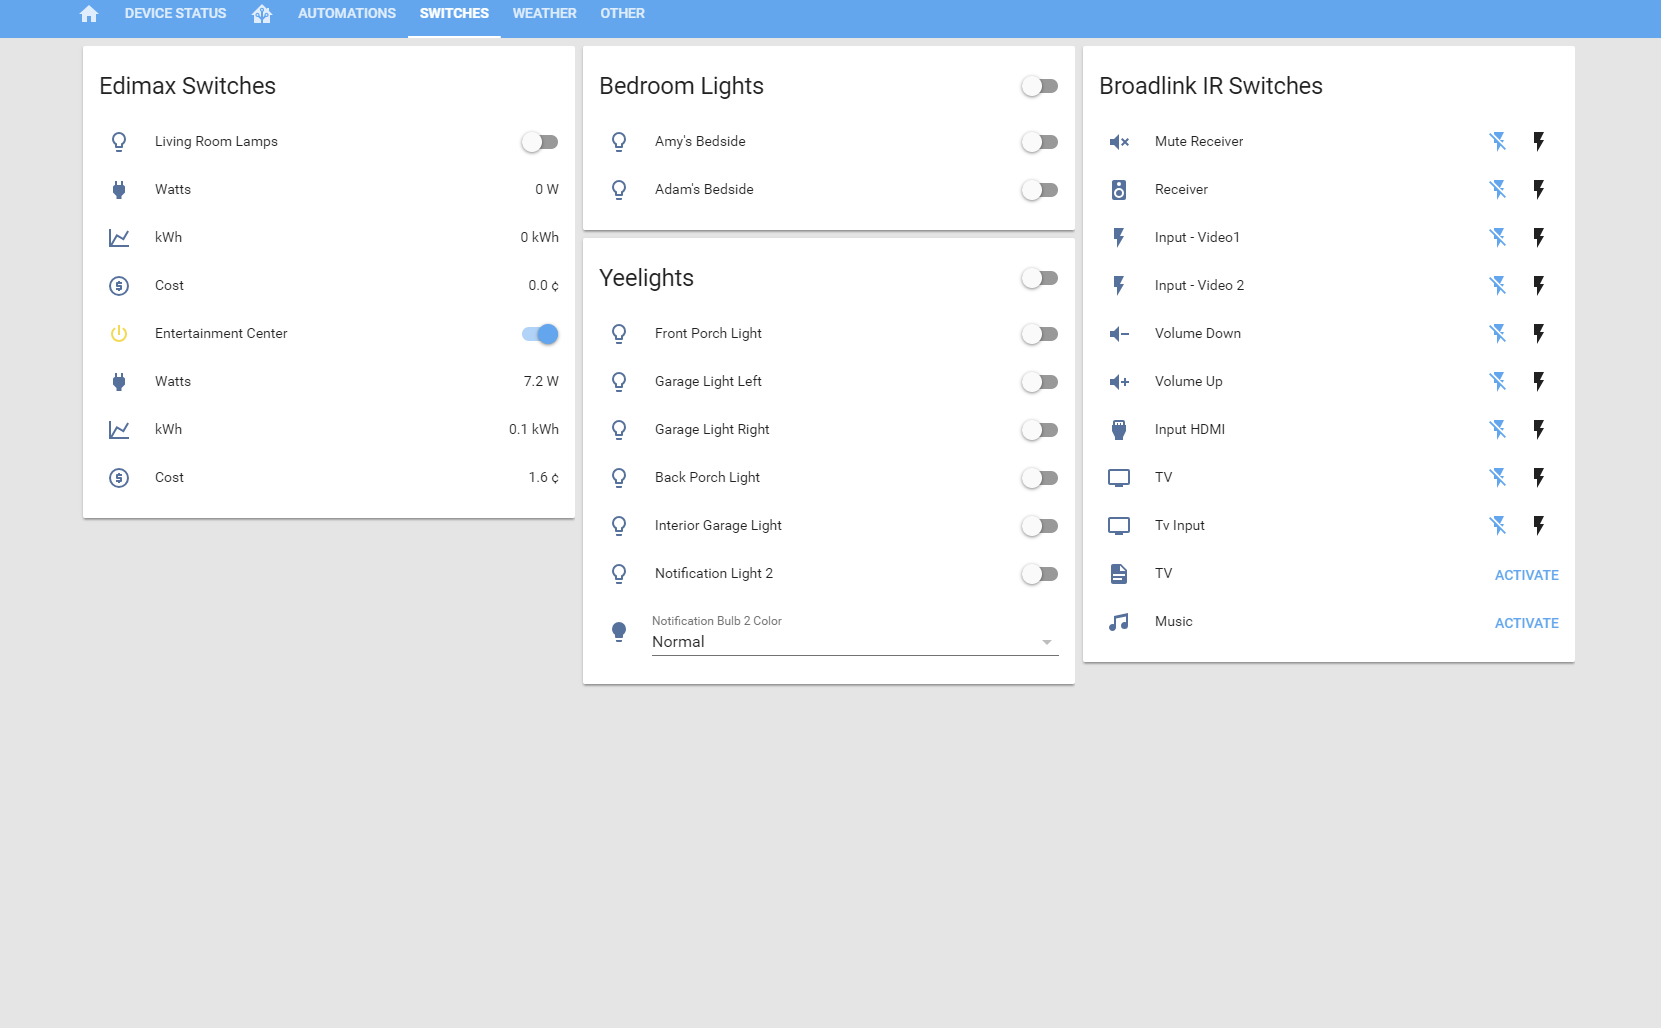 DEVICE STATUS AUTOMATIONS SWITCHES WEATHER OTHER
Edimax Switches
Living Room Lamps
Watts 0 W
kWh 0 kWh
Cost 0.0 ¢
Entertainment Center
Watts 7.2 W
kWh 0.1 kWh
Cost 1.6 ¢
Bedroom Lights
Amy's Bedside
Adam's Bedside
Yeelights
Front Porch Light
Garage Light Left
Garage Light Right
Back Porch Light
Interior Garage Light
Notification Light 2
Notification Bulb 2 Color
Normal
Broadlink IR Switches
Mute Receiver
Receiver
Input - Video1
Input - Video 2
Volume Down
Volume Up
Input HDMI
TV
Tv Input
TV ACTIVATE
Music ACTIVATE